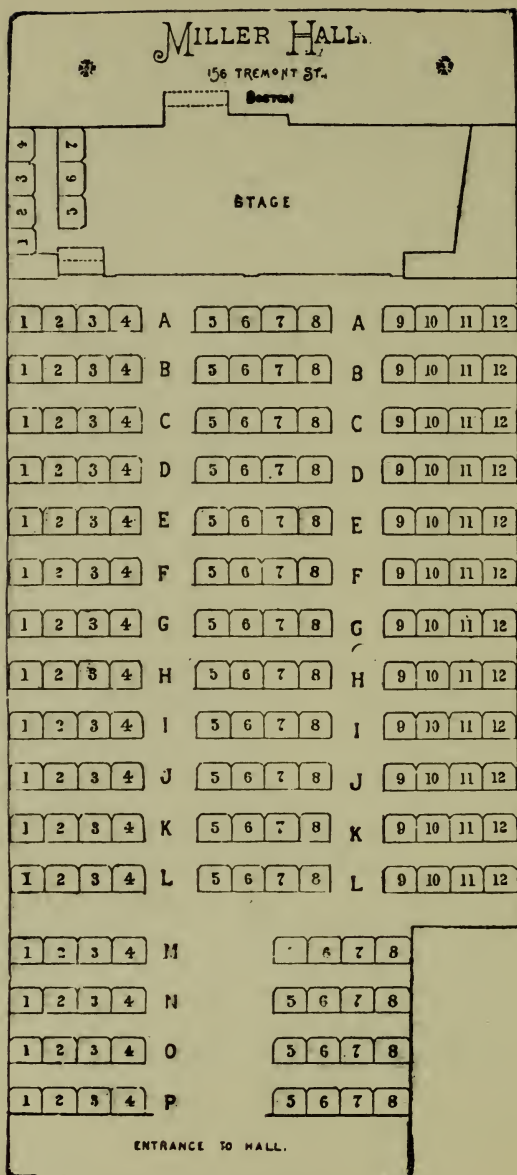 MILLER HALL.
156 TREMONT ST.,
BOSTON
4 7
3 6
2 5
1
STAGE
1 2 3 4 A 5 6 7 8 A 9 10 11 12
1 2 3 4 B 5 6 7 8 B 9 10 11 12
1 2 3 4 C 5 6 7 8 C 9 10 11 12
1 2 3 4 D 5 6 7 8 D 9 10 11 12
1 2 3 4 E 5 6 7 8 E 9 10 11 12
1 2 3 4 F 5 6 7 8 F 9 10 11 12
1 2 3 4 G 5 6 7 8 G 9 10 11 12
1 2 3 4 H 5 6 7 8 H 9 10 11 12
1 2 3 4 I 5 6 7 8 I 9 10 11 12
1 2 3 4 J 5 6 7 8 J 9 10 11 12
1 2 3 4 K 5 6 7 8 K 9 10 11 12
1 2 3 4 L 5 6 7 8 L 9 10 11 12
1 2 3 4 M 6 7 8
1 2 3 4 N 5 6 7 8
1 2 3 4 O 5 6 7 8
1 2 3 4 P 5 6 7 8
ENTRANCE TO HALL.